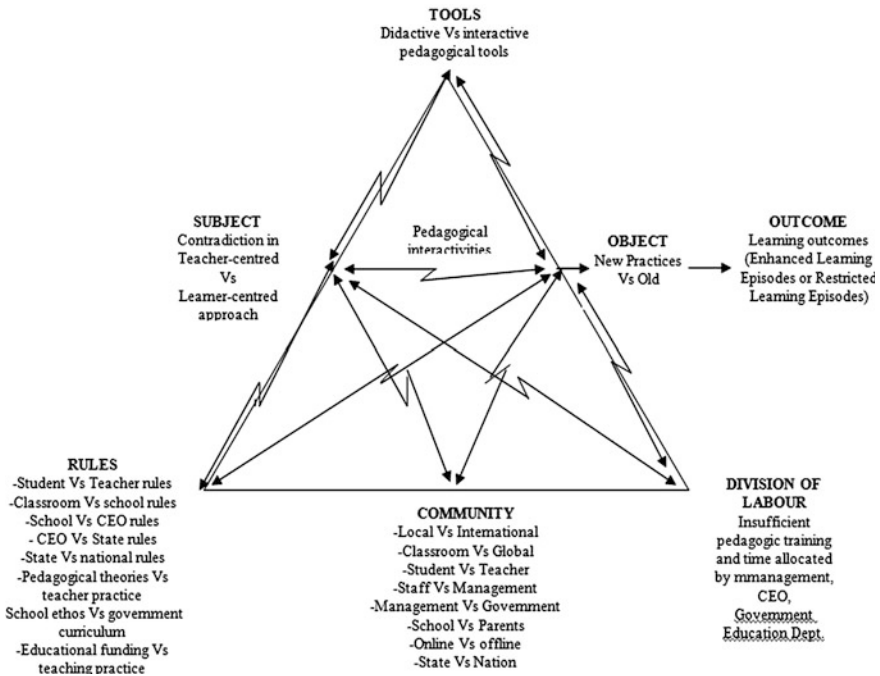 TOOLS
Didactive Vs interactive
pedagogical tools
SUBJECT
Contradiction in
Teacher-centred
Vs
Learner-centred
approach
Pedagogical
interactivities
OBJECT
New Practices
Vs Old
OUTCOME
Learning outcomes
(Enhanced Learning
Episodes or Restricted
Learning Episodes)
RULES
-Student Vs Teacher rules
-Classroom Vs school rules
-School Vs CEO rules
- CEO Vs State rules
-State Vs national rules
-Pedagogical theories Vs
teacher practice
School ethos Vs government
curriculum
-Educational funding Vs
teaching practice
COMMUNITY
-Local Vs International
-Classroom Vs Global
-Student Vs Teacher
-Staff Vs Management
-Management Vs Government
-School Vs Parents
-Online Vs offline
-State Vs Nation
DIVISION OF
LABOUR
Insufficient
pedagogic training
and time allocated
by mmanagement,
CEO,
Government
Education Dept.